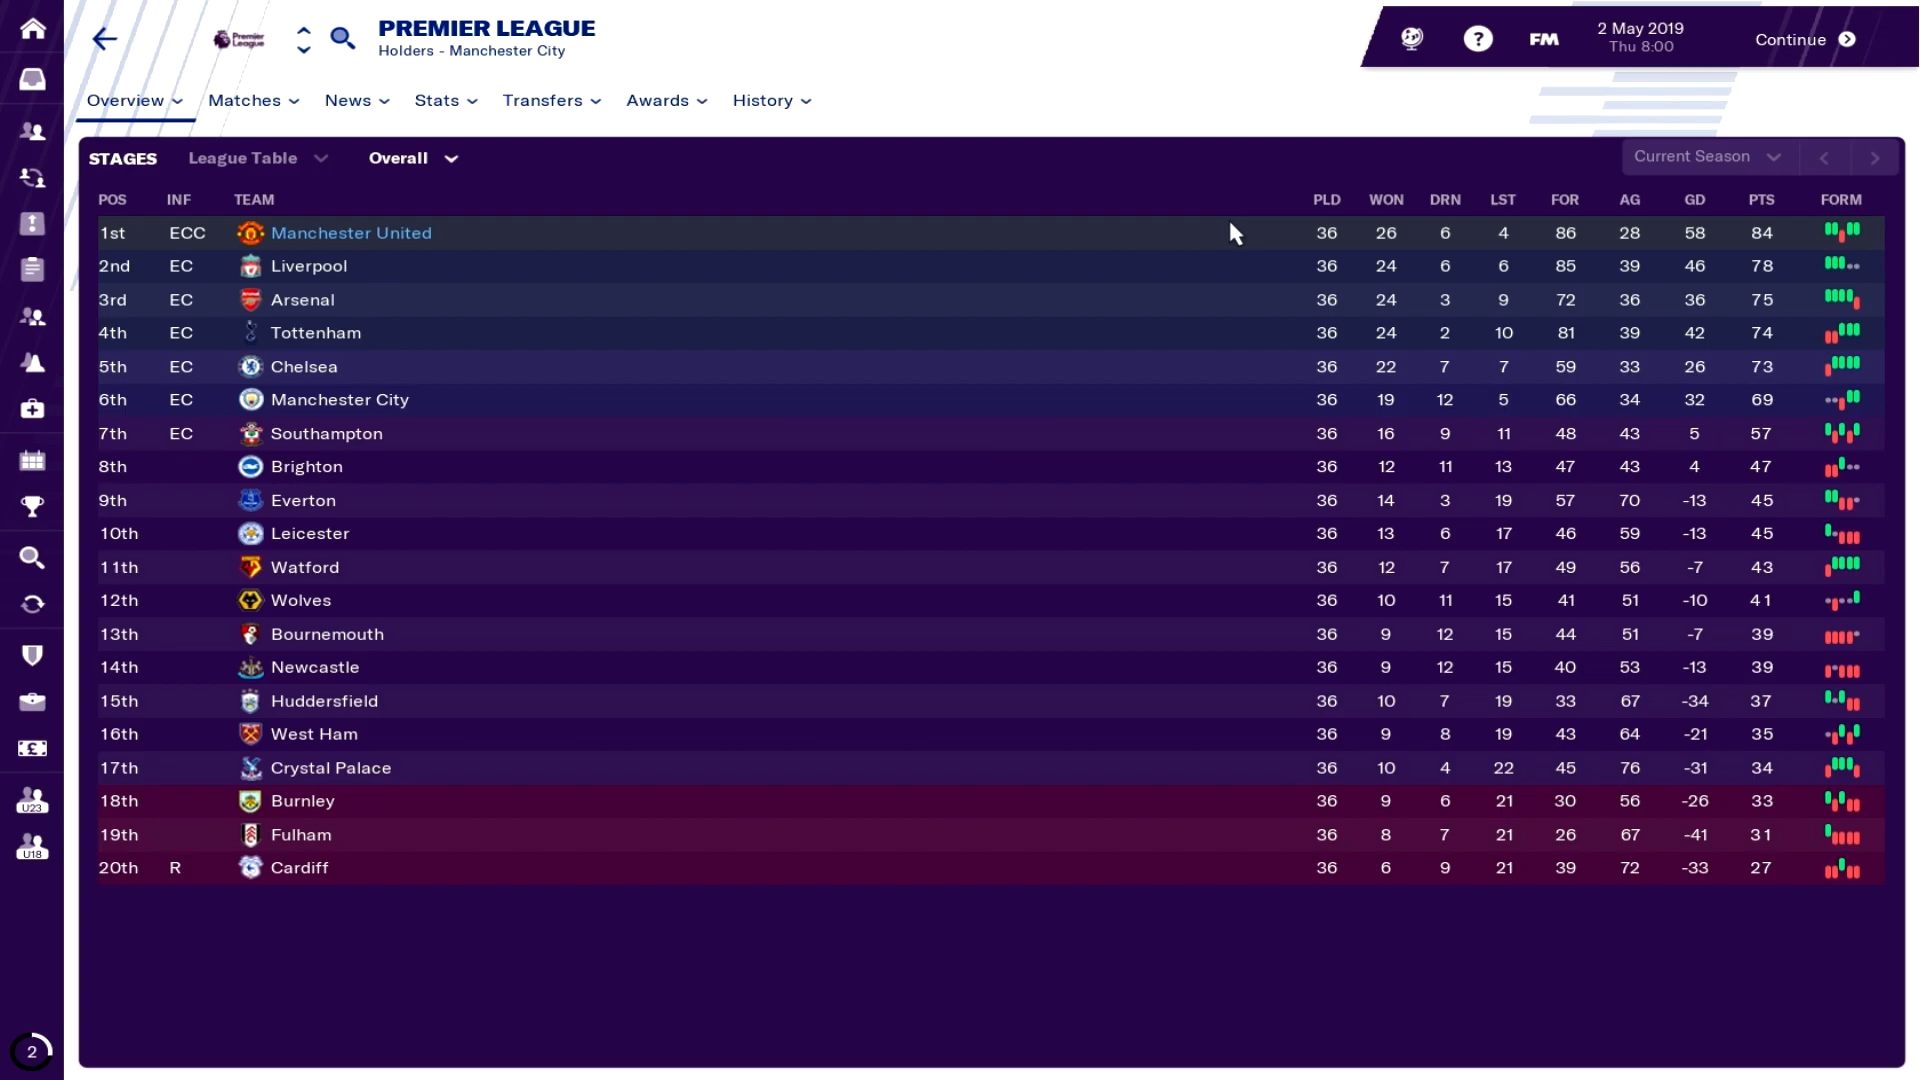 PREMIER LEAGUE
Holders - Manchester City
Premier League
2 May 2019
Thu 8:00
FM
?
Continue
Overview Matches News Stats Transfers Awards History
STAGES League Table Overall Current Season
POS INF TEAM PLD WON DRN LST FOR AG GD PTS FORM
1st ECC Manchester United 36 26 6 4 86 28 58 84
2nd EC Liverpool 36 24 6 6 85 39 46 78
3rd EC Arsenal 36 24 3 9 72 36 36 75
4th EC Tottenham 36 24 2 10 81 39 42 74
5th EC Chelsea 36 22 7 7 59 33 26 73
6th EC Manchester City 36 19 12 5 66 34 32 69
7th EC Southampton 36 16 9 11 48 43 5 57
8th Brighton 36 12 11 13 47 43 4 47
9th Everton 36 14 3 19 57 70 -13 45
10th Leicester 36 13 6 17 46 59 -13 45
11th Watford 36 12 7 17 49 56 -7 43
12th Wolves 36 10 11 15 41 51 -10 41
13th Bournemouth 36 9 12 15 44 51 -7 39
14th Newcastle 36 9 12 15 40 53 -13 39
15th Huddersfield 36 10 7 19 33 67 -34 37
16th West Ham 36 9 8 19 43 64 -21 35
17th Crystal Palace 36 10 4 22 45 76 -31 34
18th Burnley 36 9 6 21 30 56 -26 33
19th Fulham 36 8 7 21 26 67 -41 31
20th R Cardiff 36 6 9 21 39 72 -33 27
£
U23
U18
2